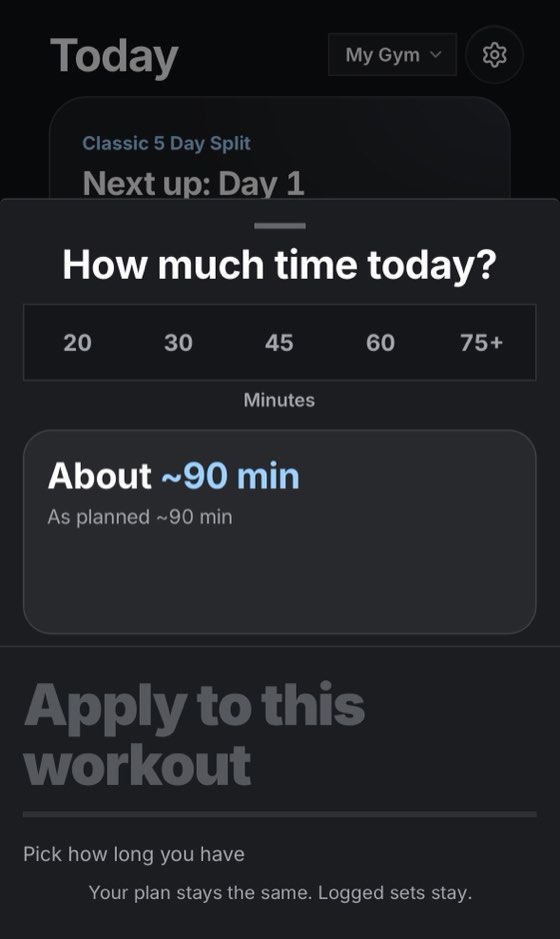 Today
My Gym
Classic 5 Day Split
Next up: Day 1
How much time today?
20 30 45 60 75+
Minutes
About ~90 min
As planned ~90 min
Apply to this
workout
Pick how long you have
Your plan stays the same. Logged sets stay.